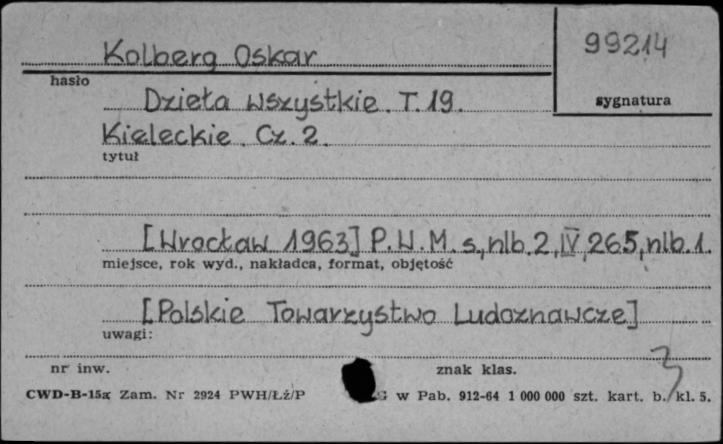 Kolberg Oskar
99214
hasło
sygnatura
Dzieła wszystkie. T. 19.
Kieleckie. Cz. 2.
tytuł
[Wrocław 1963] P.W.M. s., nlb. 2, IV, 265, nlb. 1.
miejsce, rok wyd., nakładca, format, objętość
[Polskie Towarzystwo Ludoznawcze]
uwagi:
nr inw.
znak klas.
3
CWD-B-15a Zam. Nr 2924 PWH/Łż/P
G w Pab. 912-64 1 000 000 szt. kart. b. kl. 5.